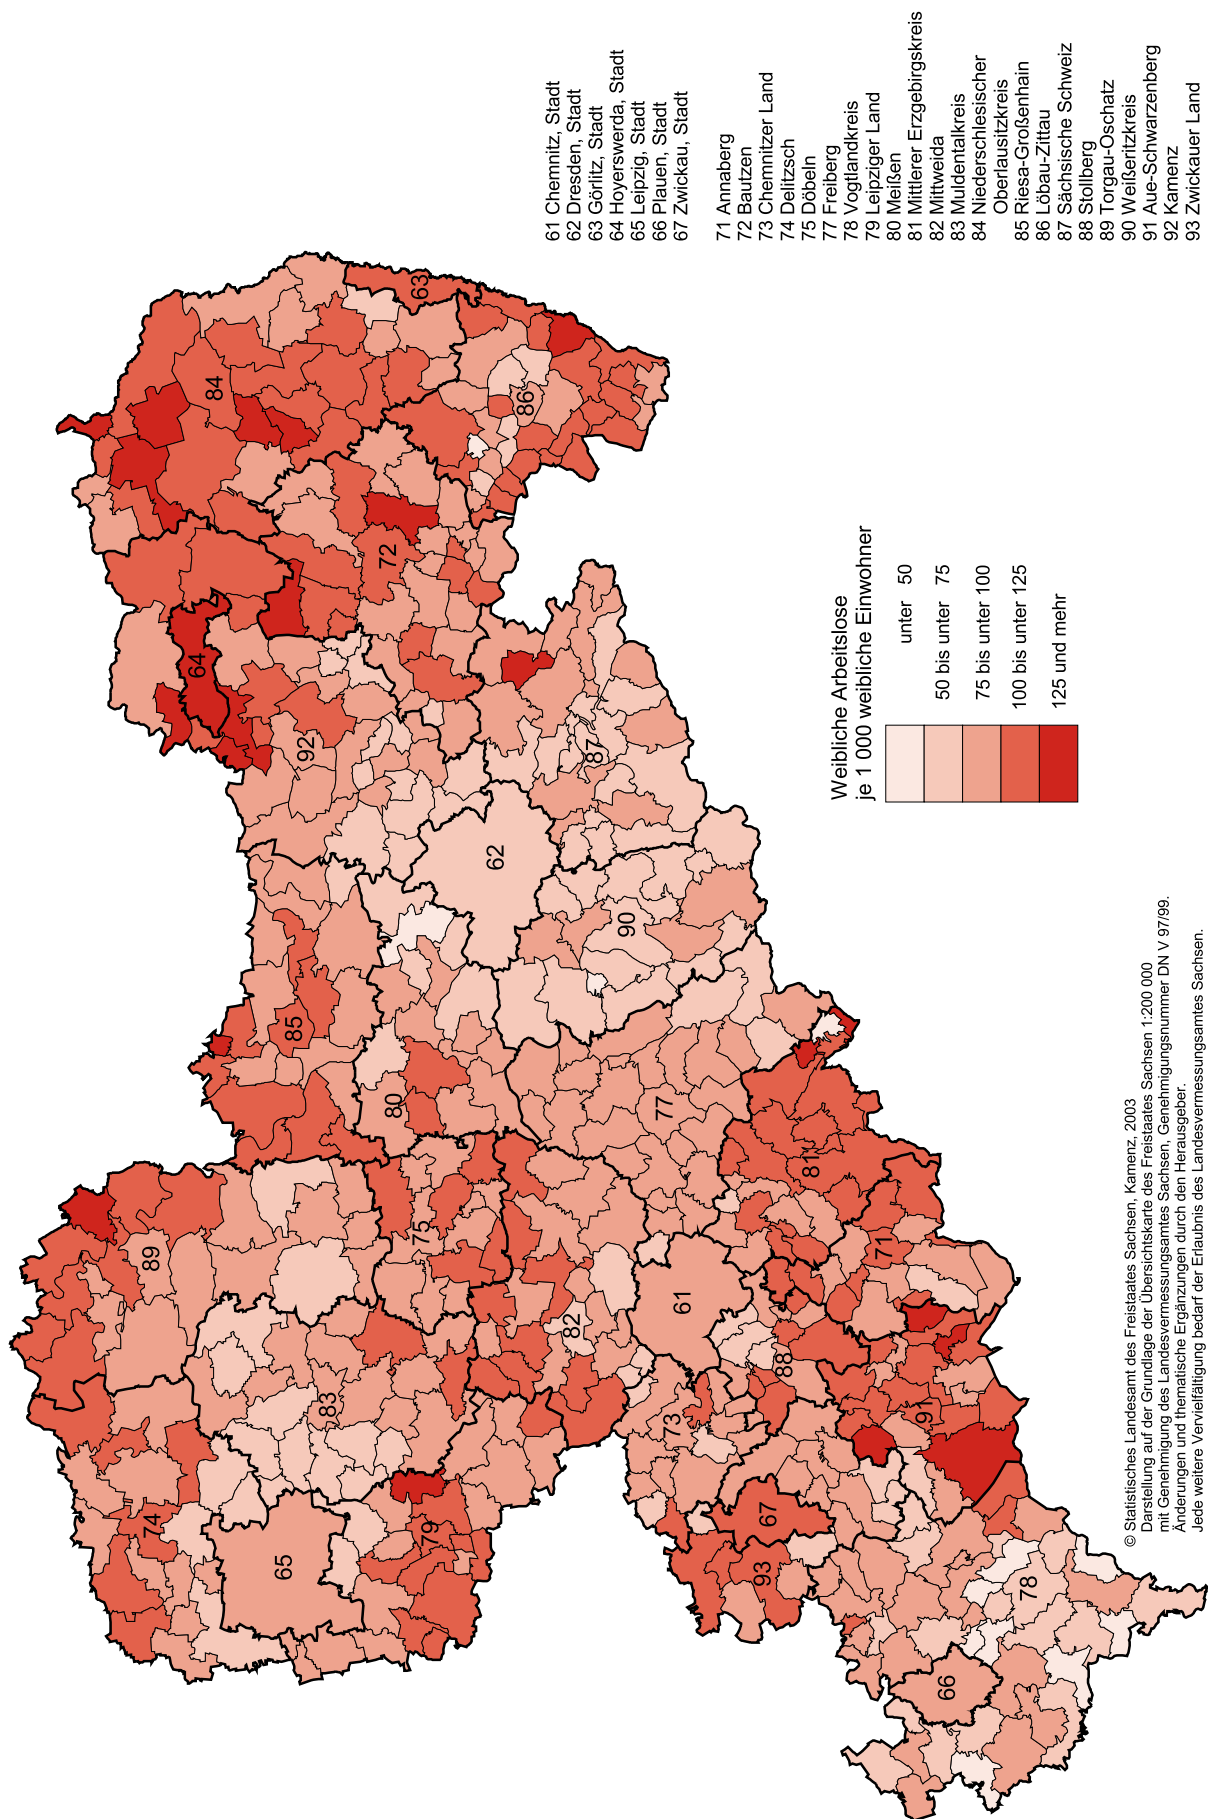 61 Chemnitz, Stadt
62 Dresden, Stadt
63 Görlitz, Stadt
64 Hoyerswerda, Stadt
65 Leipzig, Stadt
66 Plauen, Stadt
67 Zwickau, Stadt
71 Annaberg
72 Bautzen
73 Chemnitzer Land
74 Delitzsch
75 Döbeln
77 Freiberg
78 Vogtlandkreis
79 Leipziger Land
80 Meißen
81 Mittlerer Erzgebirgskreis
82 Mittweida
83 Muldentalkreis
84 Niederschlesischer
Oberlausitzkreis
85 Riesa-Großenhain
86 Löbau-Zittau
87 Sächsische Schweiz
88 Stollberg
89 Torgau-Oschatz
90 Weißeritzkreis
91 Aue-Schwarzenberg
92 Kamenz
93 Zwickauer Land
Weibliche Arbeitslose
je 1 000 weibliche Einwohner
unter 50
50 bis unter 75
75 bis unter 100
100 bis unter 125
125 und mehr
84
63
86
72
64
92
87
62
90
85
80
77
81
89
75
71
61
82
88
83
73
91
74
79
67
65
93
78
66
© Statistisches Landesamt des Freistaates Sachsen, Kamenz, 2003
Darstellung auf der Grundlage der Übersichtskarte des Freistaates Sachsen 1:200 000
mit Genehmigung des Landesvermessungsamtes Sachsen, Genehmigungsnummer DN V 97/99.
Änderungen und thematische Ergänzungen durch den Herausgeber.
Jede weitere Vervielfältigung bedarf der Erlaubnis des Landesvermessungsamtes Sachsen.